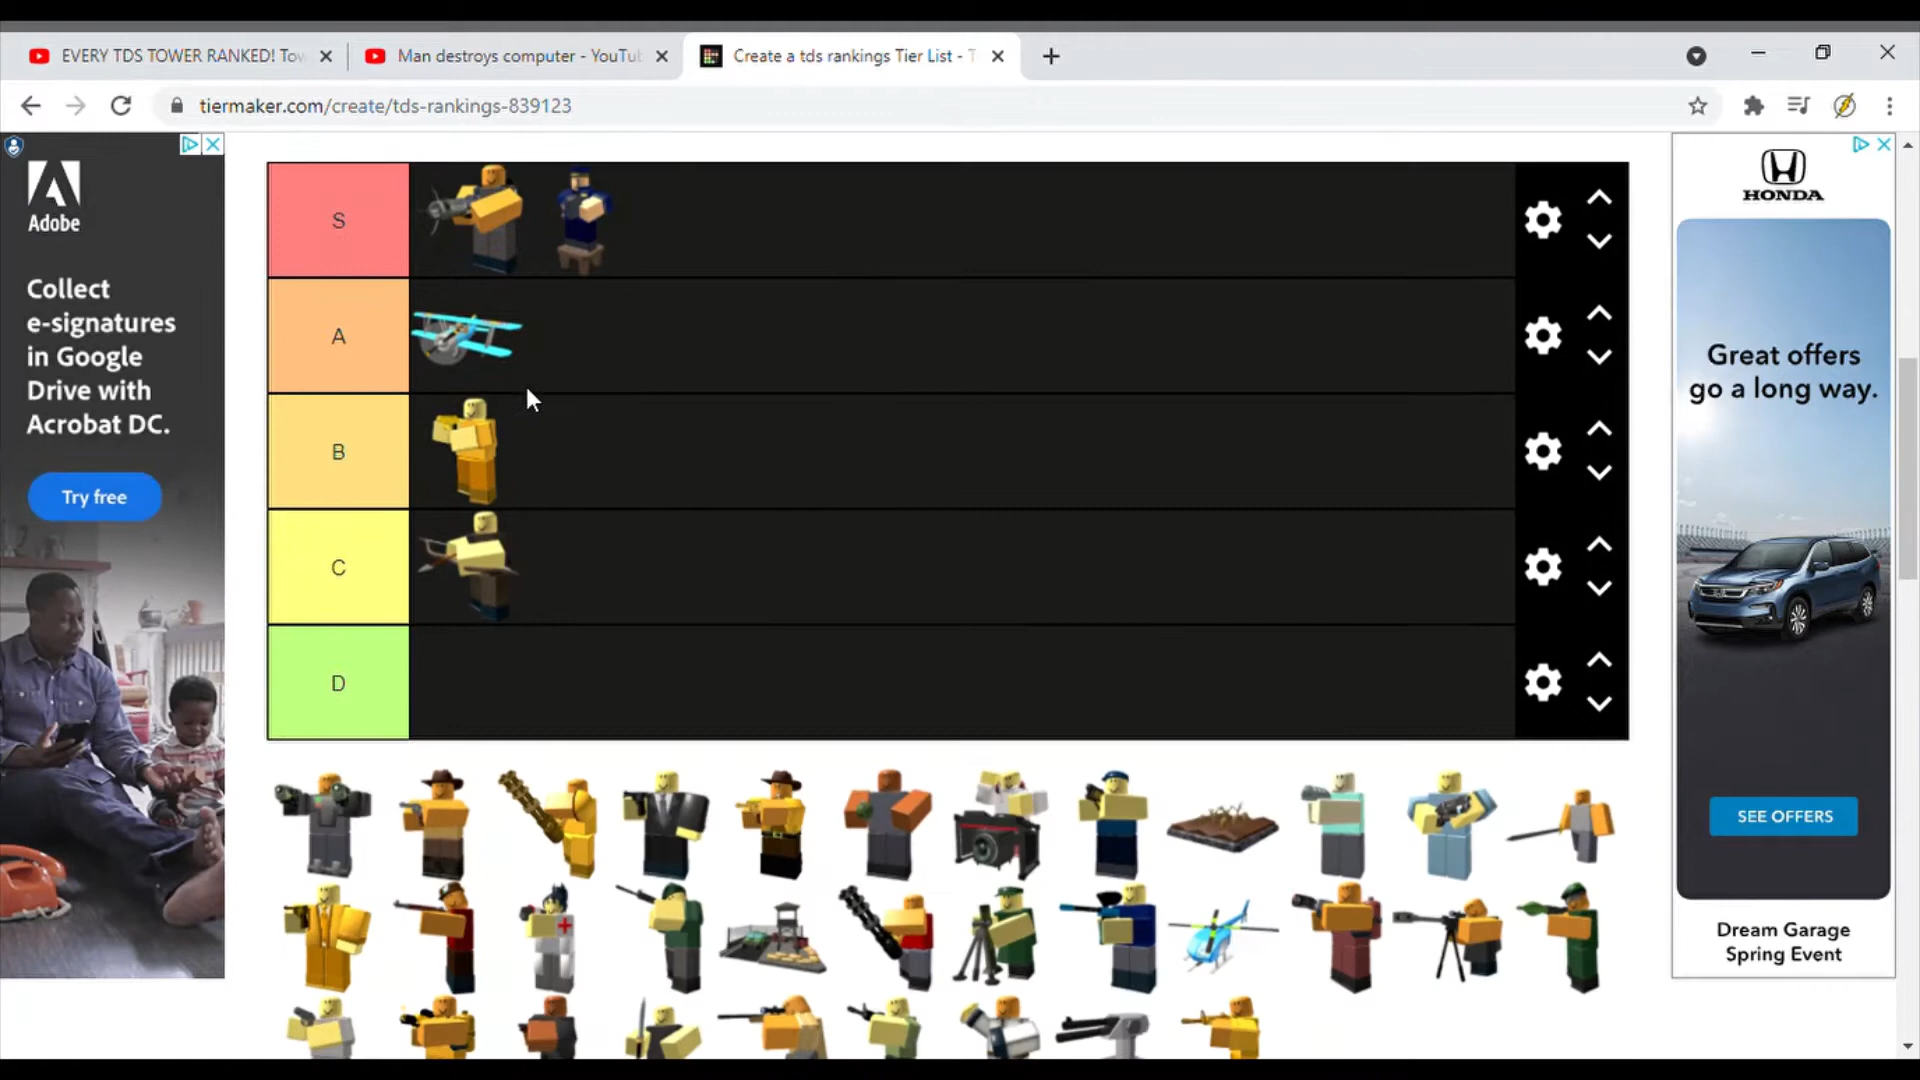 EVERY TDS TOWER RANKED! Tow
Man destroys computer - YouTu
Create a tds rankings Tier List - T
tiermaker.com/create/tds-rankings-839123
Adobe
Collect
e-signatures
in Google
Drive with
Acrobat DC.
Try free
S
A
B
C
D
HONDA
Great offers
go a long way.
SEE OFFERS
Dream Garage
Spring Event